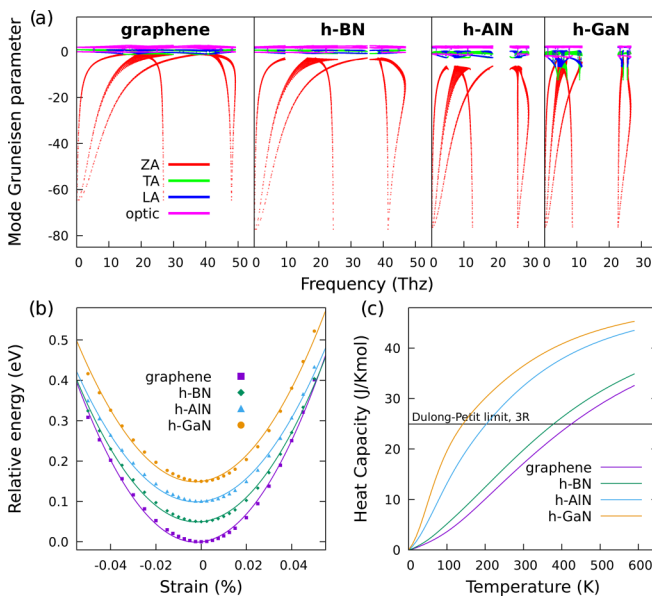 (a) graphene h-BN h-AlN h-GaN
Mode Gruneisen parameter
0
-20
-40
-60
-80
ZA
TA
LA
optic
0 10 20 30 40 50 0 10 20 30 40 0 10 20 30 0 10 20 30
Frequency (Thz)
(b)
Relative energy (eV)
0.5
0.4
0.3
0.2
0.1
0.0
graphene
h-BN
h-AlN
h-GaN
-0.04 -0.02 0 0.02 0.04
Strain (%)
(c)
Heat Capacity (J/Kmol)
40
30
20
10
0
Dulong-Petit limit, 3R
graphene
h-BN
h-AlN
h-GaN
0 100 200 300 400 500 600
Temperature (K)